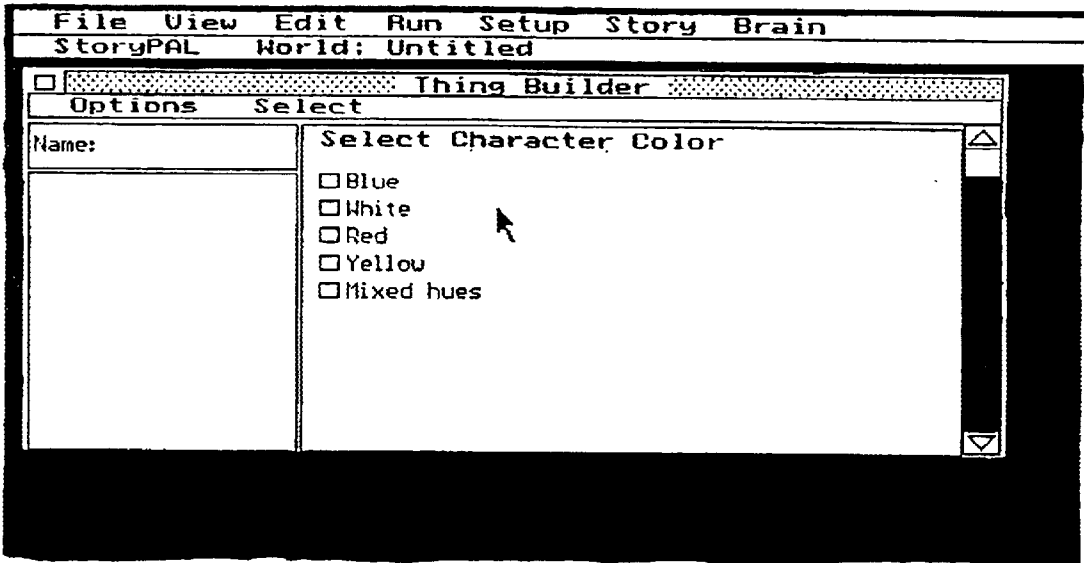 File View Edit Run Setup Story Brain
StoryPAL World: Untitled
Thing Builder
Options Select
Name:
Select Character Color
Blue
White
Red
Yellow
Mixed hues